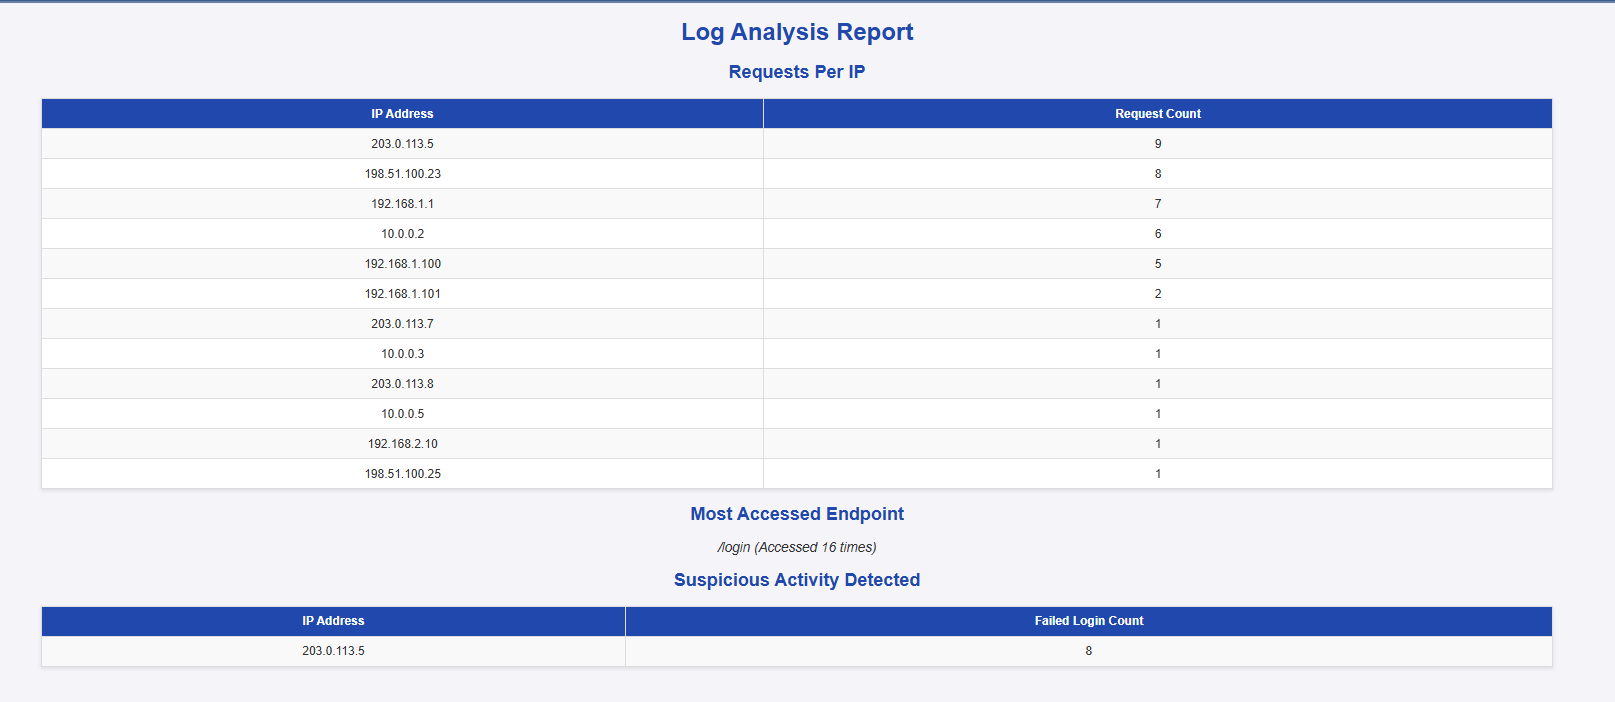 Log Analysis Report
Requests Per IP
IP Address Request Count
203.0.113.5 9
198.51.100.23 8
192.168.1.1 7
10.0.0.2 6
192.168.1.100 5
192.168.1.101 2
203.0.113.7 1
10.0.0.3 1
203.0.113.8 1
10.0.0.5 1
192.168.2.10 1
198.51.100.25 1
Most Accessed Endpoint
/login (Accessed 16 times)
Suspicious Activity Detected
IP Address Failed Login Count
203.0.113.5 8